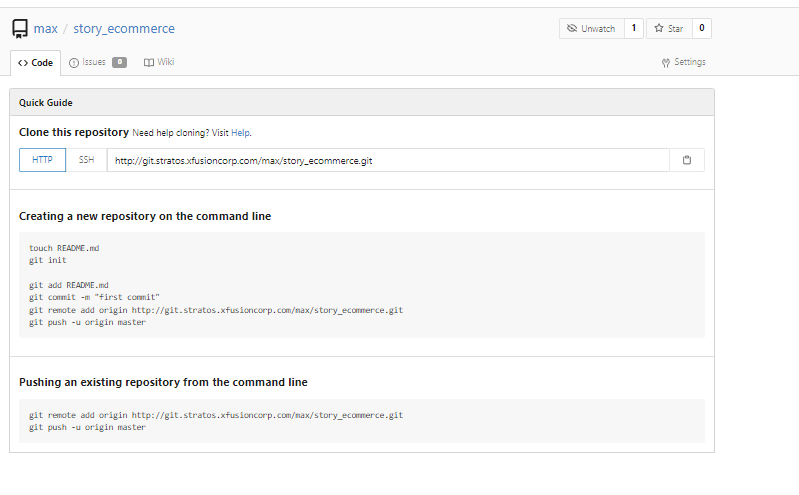 max / story_ecommerce
Unwatch 1 Star 0
Code Issues 0 Wiki Settings
Quick Guide
Clone this repository Need help cloning? Visit Help.
HTTP SSH http://git.stratos.xfusioncorp.com/max/story_ecommerce.git
Creating a new repository on the command line
touch README.md
git init
git add README.md
git commit -m "first commit"
git remote add origin http://git.stratos.xfusioncorp.com/max/story_ecommerce.git
git push -u origin master
Pushing an existing repository from the command line
git remote add origin http://git.stratos.xfusioncorp.com/max/story_ecommerce.git
git push -u origin master